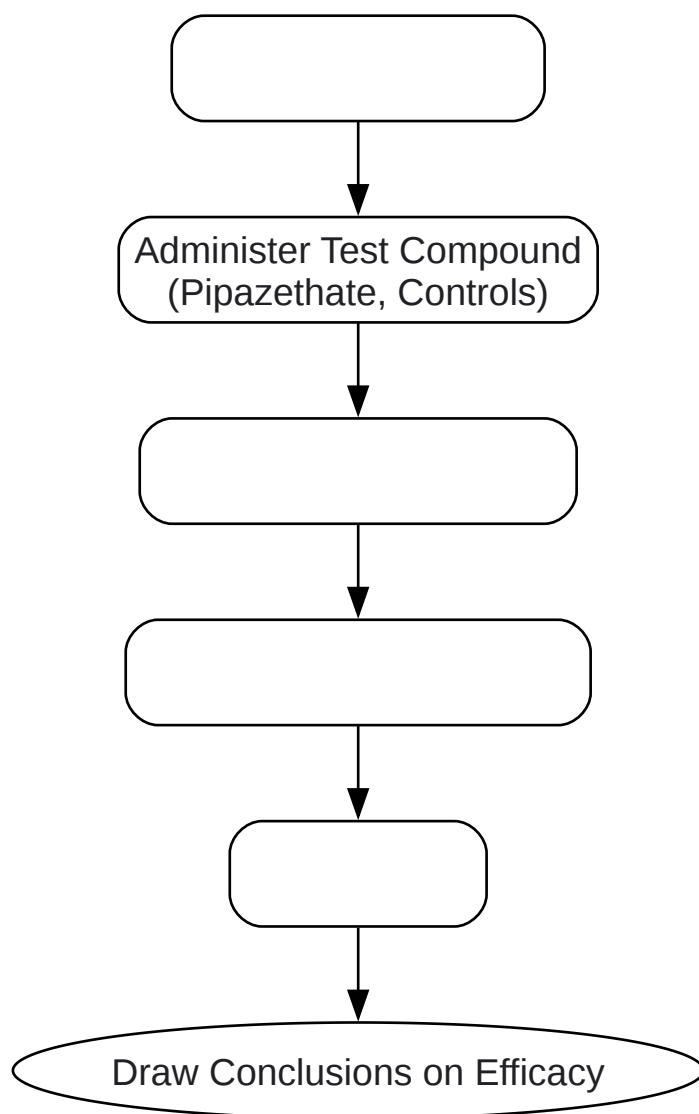 Administer Test Compound
(Pipazethate, Controls)
Draw Conclusions on Efficacy